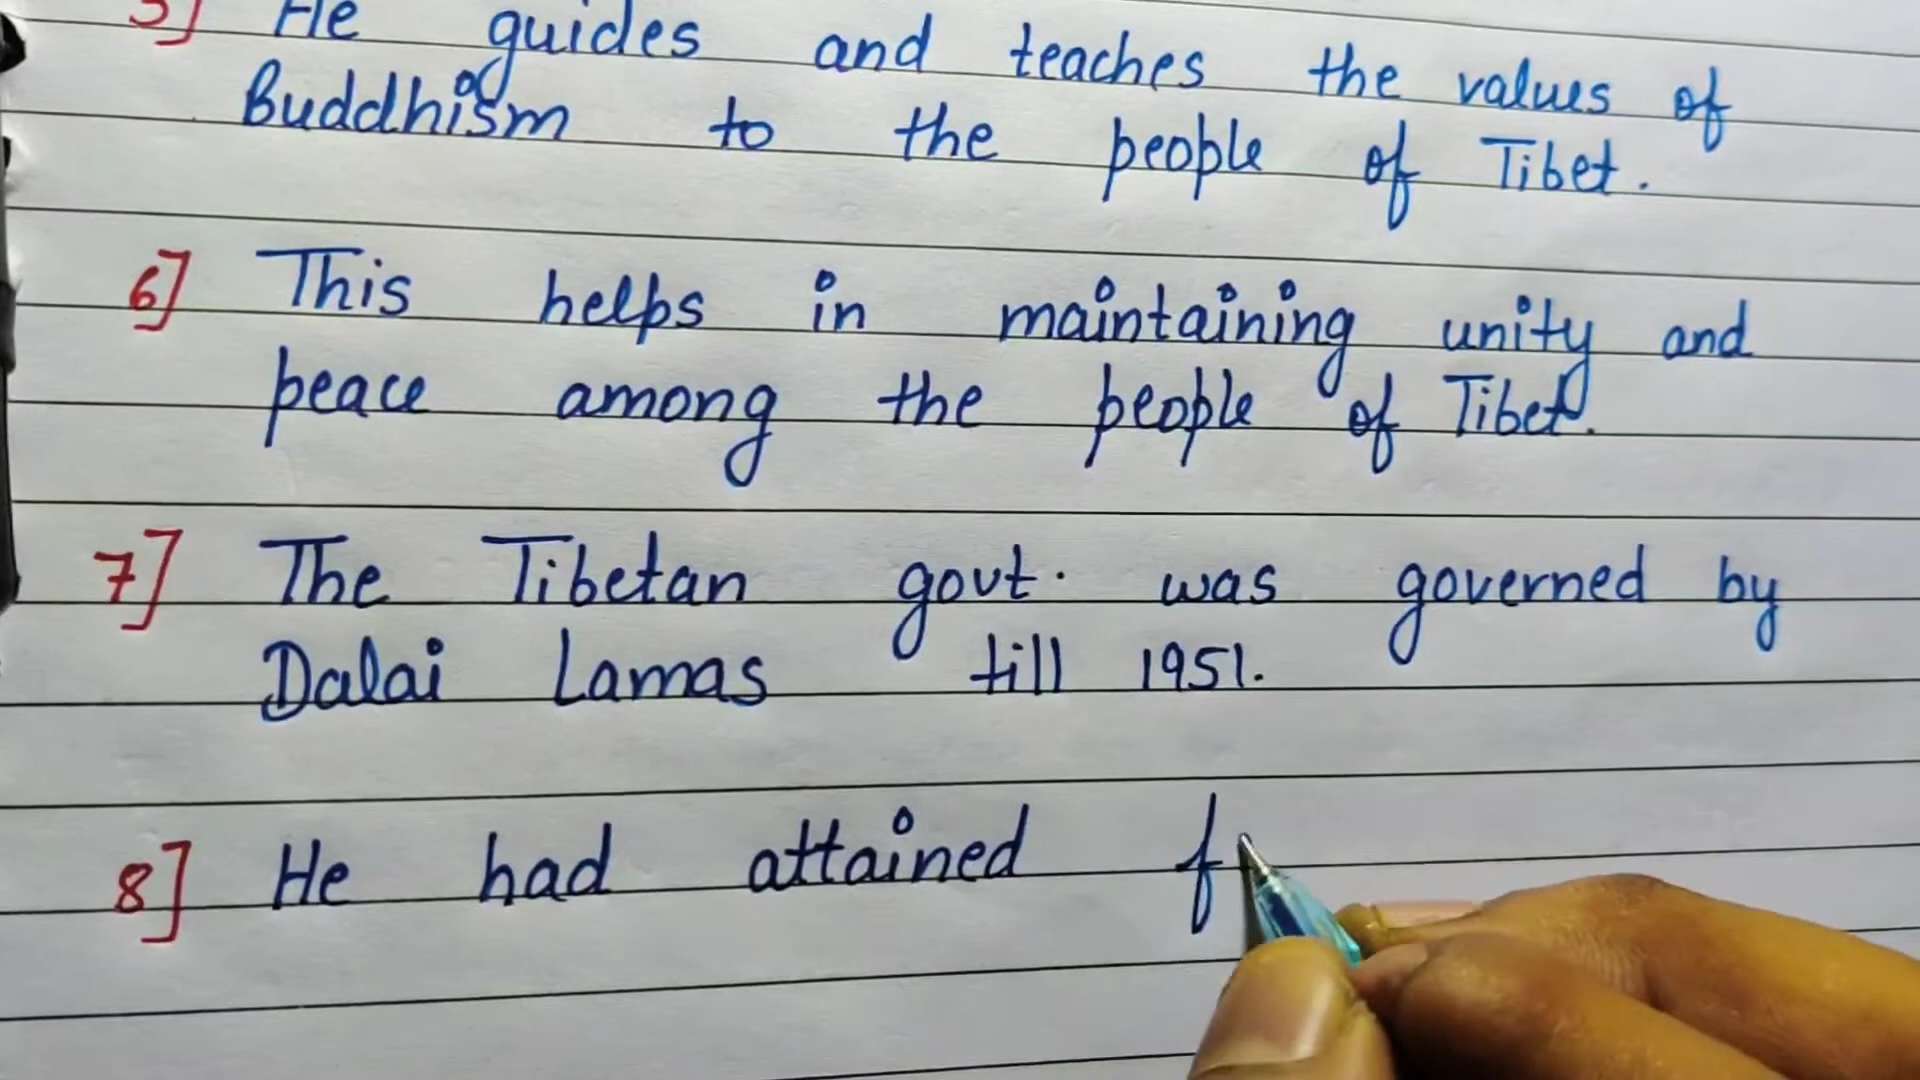 5] He guides and teaches the values of
Buddhism to the people of Tibet.
6] This helps in maintaining unity and
peace among the people of Tibet.
7] The Tibetan govt. was governed by
Dalai Lamas till 1951.
8] He had attained f